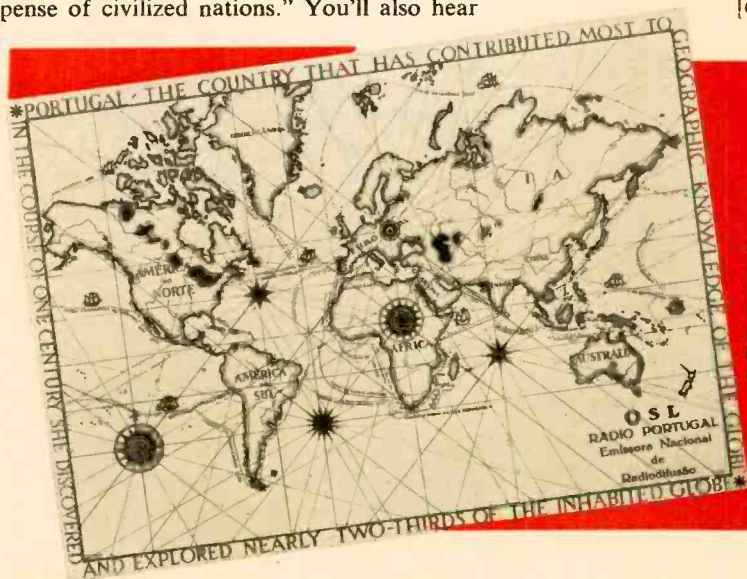 pense of civilized nations." You'll also hear
*PORTUGAL - THE COUNTRY THAT HAS CONTRIBUTED MOST TO
GEOGRAPHIC KNOWLEDGE OF THE GLOBE*
*IN THE COURSE OF ONE CENTURY SHE DISCOVERED
AND EXPLORED NEARLY TWO-THIRDS OF THE INHABITED GLOBE*
AMERICA
NORTE
AMERICA
SUL
AFRICA
AUSTRALIA
QSL
RADIO PORTUGAL
Emissora Nacional
de
Radiodifusão